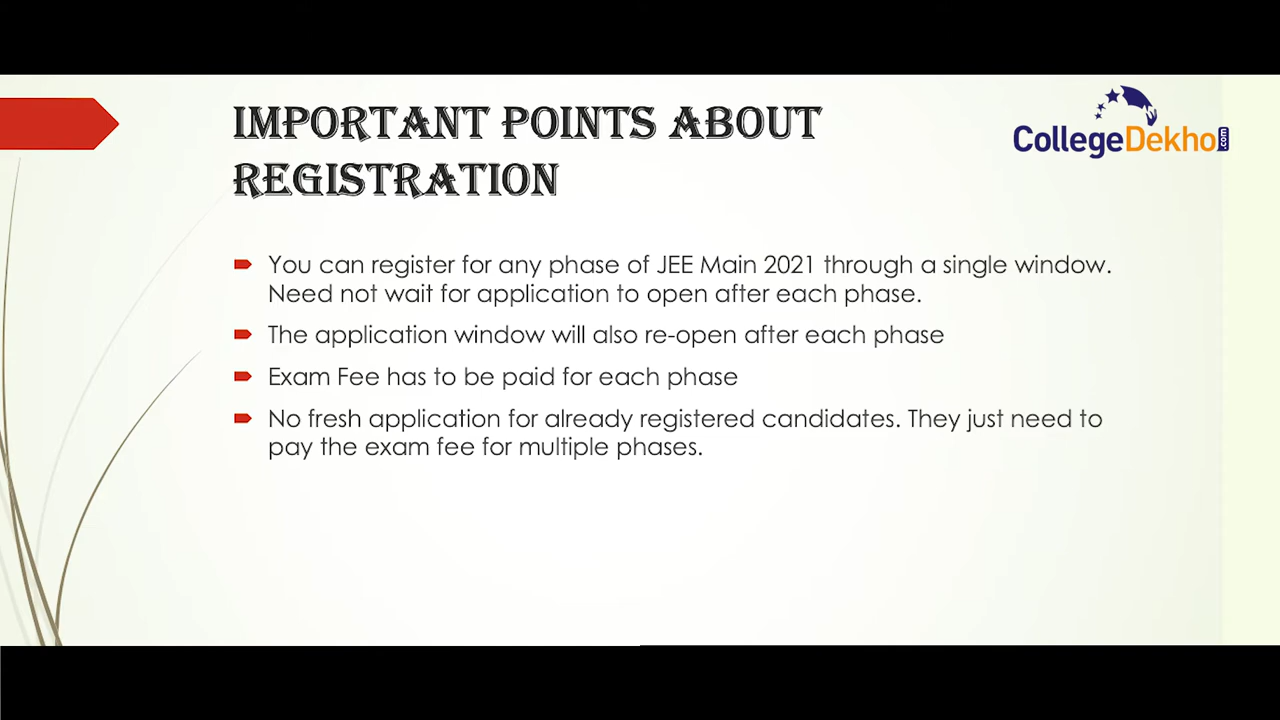 IMPORTANT POINTS ABOUT
REGISTRATION
CollegeDekho.com
You can register for any phase of JEE Main 2021 through a single window.
Need not wait for application to open after each phase.
The application window will also re-open after each phase
Exam Fee has to be paid for each phase
No fresh application for already registered candidates. They just need to
pay the exam fee for multiple phases.